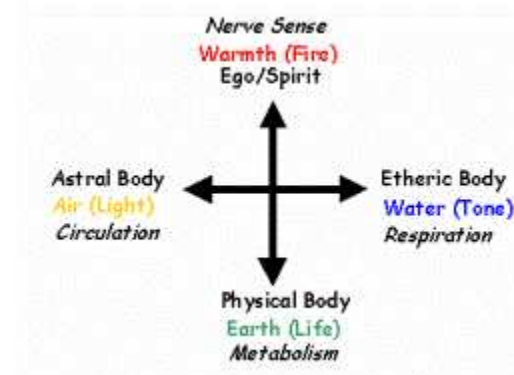 Nerve Sense
Warmth (Fire)
Ego/Spirit
Astral Body
Air (Light)
Circulation
Etheric Body
Water (Tone)
Respiration
Physical Body
Earth (Life)
Metabolism